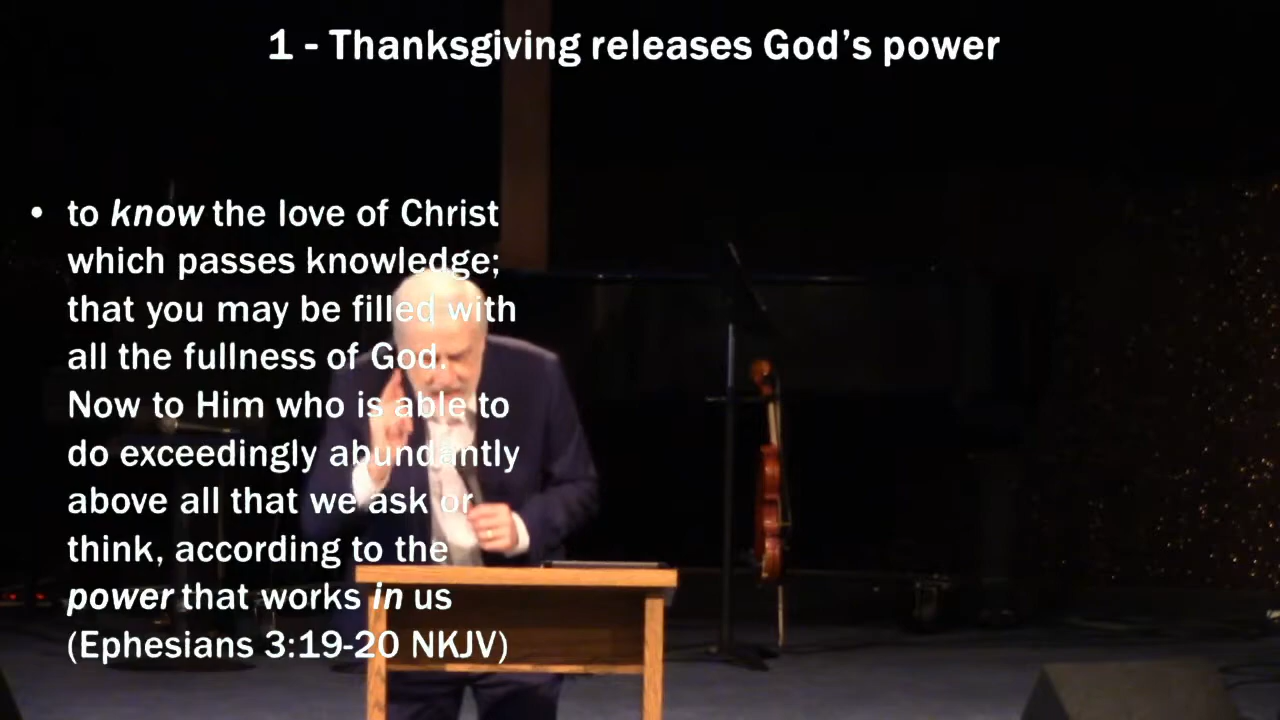 1 - Thanksgiving releases God’s power
• to know the love of Christ
which passes knowledge;
that you may be filled with
all the fullness of God.
Now to Him who is able to
do exceedingly abundantly
above all that we ask or
think, according to the
power that works in us
(Ephesians 3:19-20 NKJV)